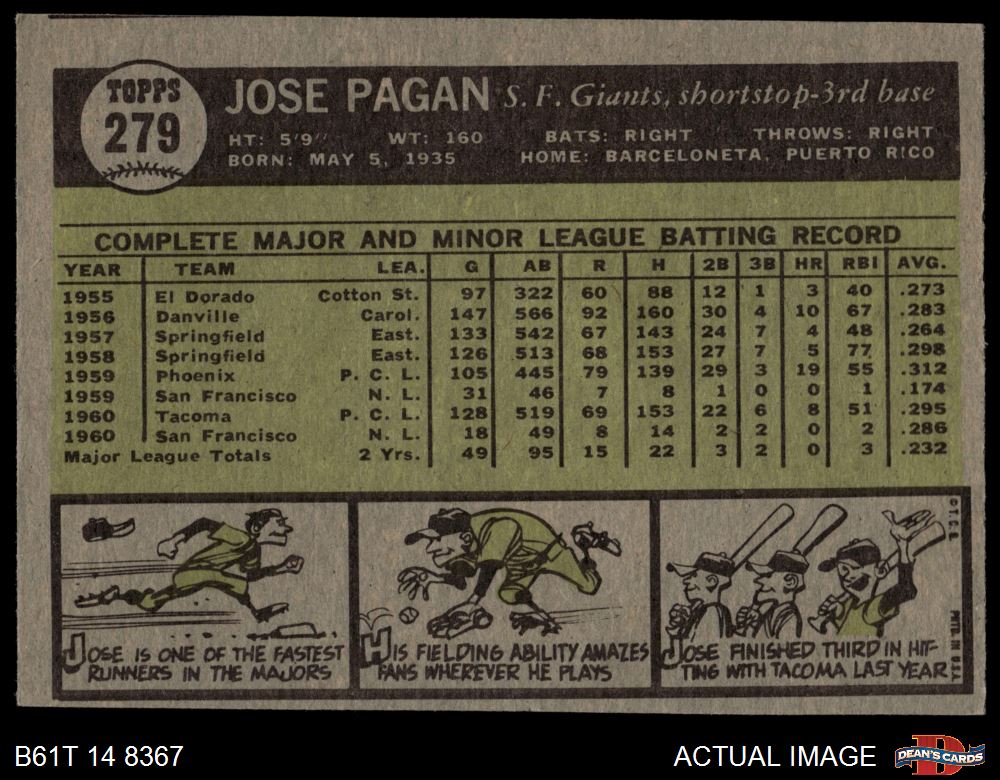 TOPPS
279
JOSE PAGAN S. F. Giants, shortstop-3rd base
HT: 5'9" WT: 160 BATS: RIGHT THROWS: RIGHT
BORN: MAY 5, 1935 HOME: BARCELONETA, PUERTO RICO
COMPLETE MAJOR AND MINOR LEAGUE BATTING RECORD
YEAR TEAM LEA. G AB R H 2B 3B HR RBI AVG.
1955 El Dorado Cotton St. 97 322 60 88 12 1 3 40 .273
1956 Danville Carol. 147 566 92 160 30 4 10 67 .283
1957 Springfield East. 133 542 67 143 24 7 4 48 .264
1958 Springfield East. 126 513 68 153 27 7 5 77 .298
1959 Phoenix P. C. L. 105 445 79 139 29 3 19 55 .312
1959 San Francisco N. L. 31 46 7 8 1 0 0 1 .174
1960 Tacoma P. C. L. 128 519 69 153 22 6 8 51 .295
1960 San Francisco N. L. 18 49 8 14 2 2 0 2 .286
Major League Totals 2 Yrs. 49 95 15 22 3 2 0 3 .232
JOSE IS ONE OF THE FASTEST
RUNNERS IN THE MAJORS
HIS FIELDING ABILITY AMAZES
FANS WHEREVER HE PLAYS
JOSE FINISHED THIRD IN HIT-
TING WITH TACOMA LAST YEAR
© T.C.G. PRTD. IN U.S.A.
B61T 14 8367
ACTUAL IMAGE
D
DEAN'S CARDS